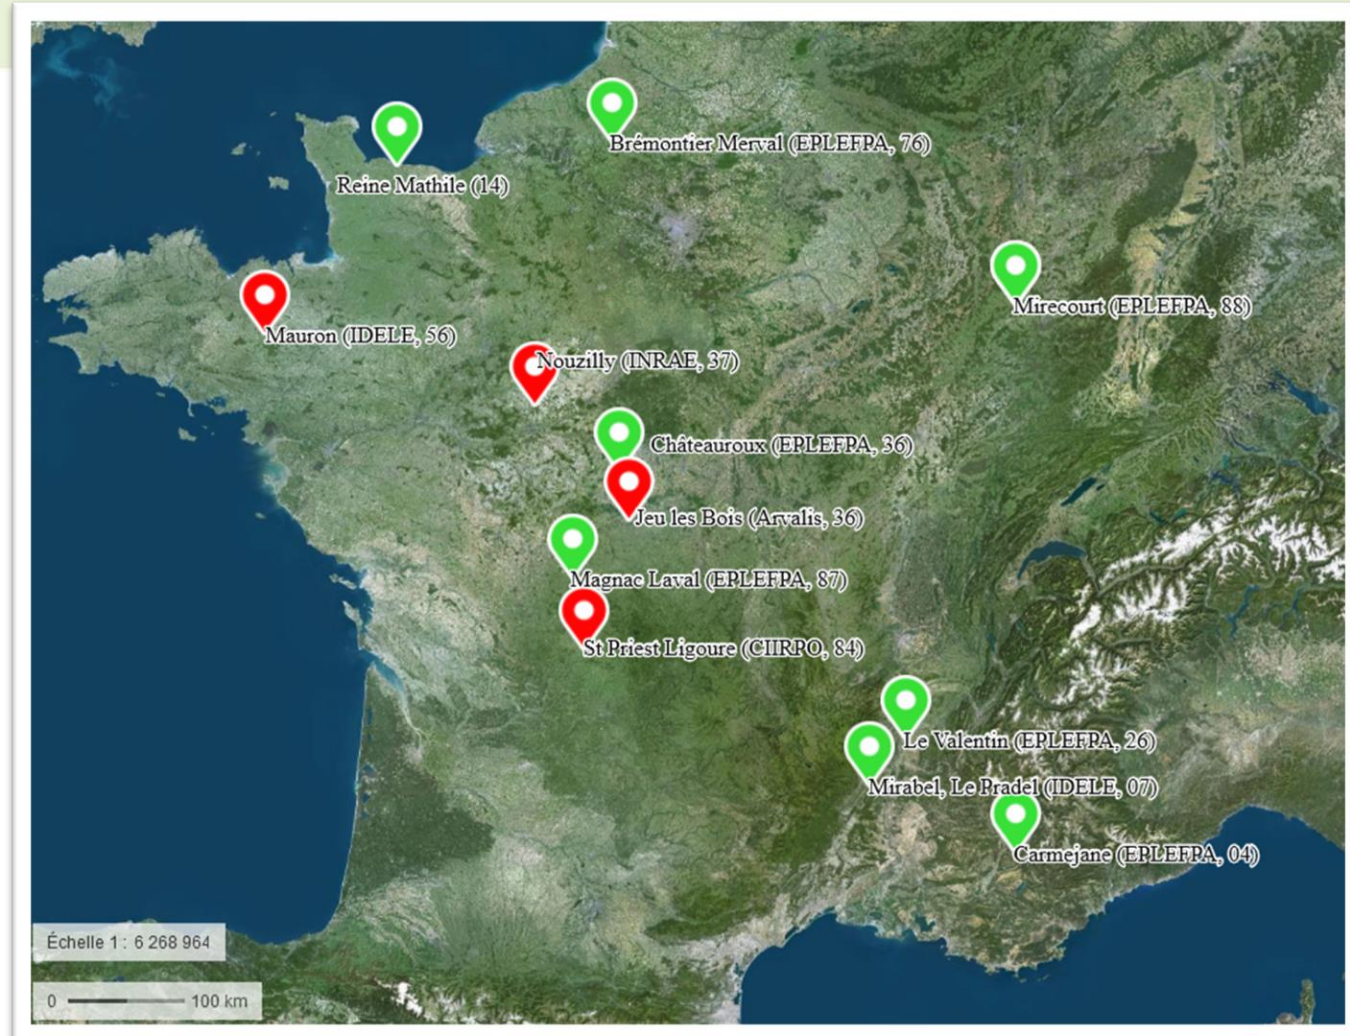 Brémontier Merval (EPLEFPA, 76)
Reine Mathile (14)
Mirecourt (EPLEFPA, 88)
Mauron (IDELE, 56)
Nouzilly (INRAE, 37)
Châteauroux (EPLEFPA, 36)
Jeu les Bois (Arvalis, 36)
Magnac Laval (EPLEFPA, 87)
St Priest Ligoure (CIIRPO, 84)
Le Valentin (EPLEFPA, 26)
Mirabel, Le Pradel (IDELE, 07)
Carmejane (EPLEFPA, 04)
Échelle 1 : 6 268 964
0 100 km